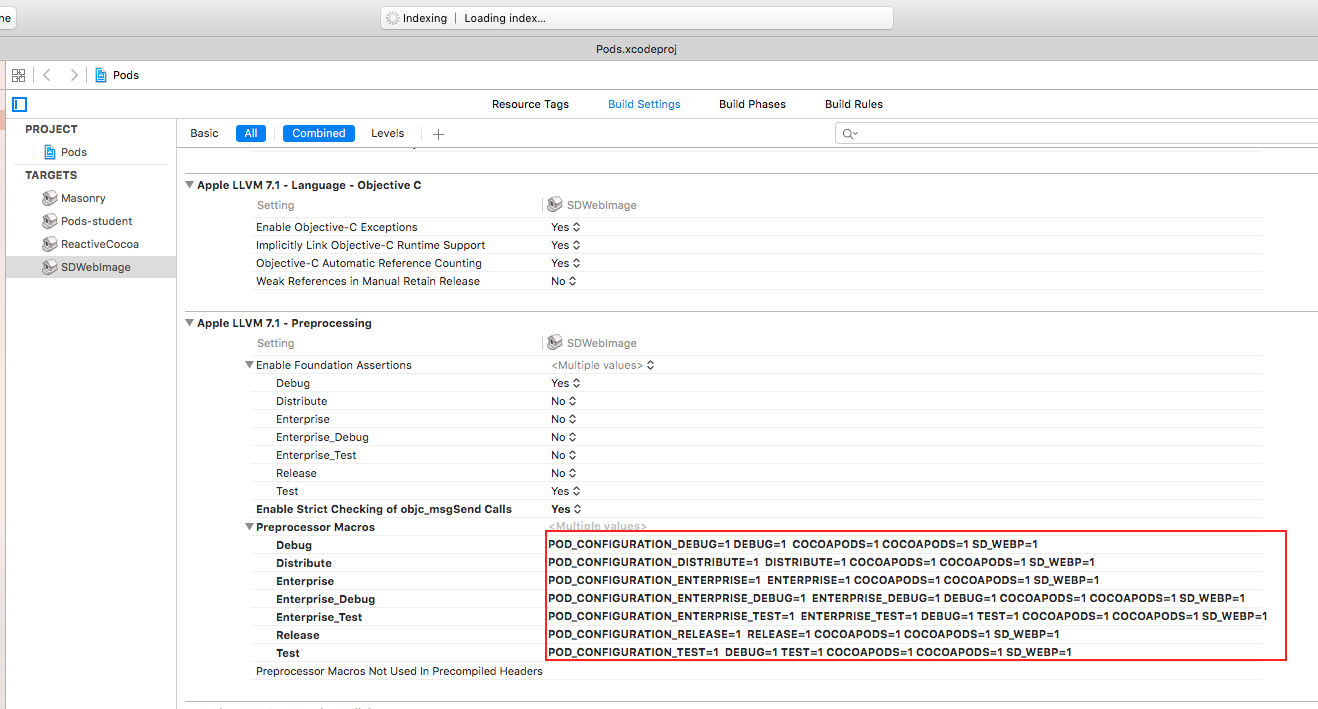 ne
Indexing | Loading index...
Pods.xcodeproj
Pods
Resource Tags Build Settings Build Phases Build Rules
PROJECT
Pods
TARGETS
Masonry
Pods-student
ReactiveCocoa
SDWebImage
Basic All Combined Levels +
Apple LLVM 7.1 - Language - Objective C
Setting SDWebImage
Enable Objective-C Exceptions Yes
Implicitly Link Objective-C Runtime Support Yes
Objective-C Automatic Reference Counting Yes
Weak References in Manual Retain Release No
Apple LLVM 7.1 - Preprocessing
Setting SDWebImage
Enable Foundation Assertions <Multiple values>
Debug Yes
Distribute No
Enterprise No
Enterprise_Debug No
Enterprise_Test No
Release No
Test Yes
Enable Strict Checking of objc_msgSend Calls Yes
Preprocessor Macros <Multiple values>
Debug POD_CONFIGURATION_DEBUG=1 DEBUG=1 COCOAPODS=1 COCOAPODS=1 SD_WEBP=1
Distribute POD_CONFIGURATION_DISTRIBUTE=1 DISTRIBUTE=1 COCOAPODS=1 COCOAPODS=1 SD_WEBP=1
Enterprise POD_CONFIGURATION_ENTERPRISE=1 ENTERPRISE=1 COCOAPODS=1 COCOAPODS=1 SD_WEBP=1
Enterprise_Debug POD_CONFIGURATION_ENTERPRISE_DEBUG=1 ENTERPRISE_DEBUG=1 DEBUG=1 COCOAPODS=1 COCOAPODS=1 SD_WEBP=1
Enterprise_Test POD_CONFIGURATION_ENTERPRISE_TEST=1 ENTERPRISE_TEST=1 DEBUG=1 TEST=1 COCOAPODS=1 COCOAPODS=1 SD_WEBP=1
Release POD_CONFIGURATION_RELEASE=1 RELEASE=1 COCOAPODS=1 COCOAPODS=1 SD_WEBP=1
Test POD_CONFIGURATION_TEST=1 DEBUG=1 TEST=1 COCOAPODS=1 COCOAPODS=1 SD_WEBP=1
Preprocessor Macros Not Used In Precompiled Headers